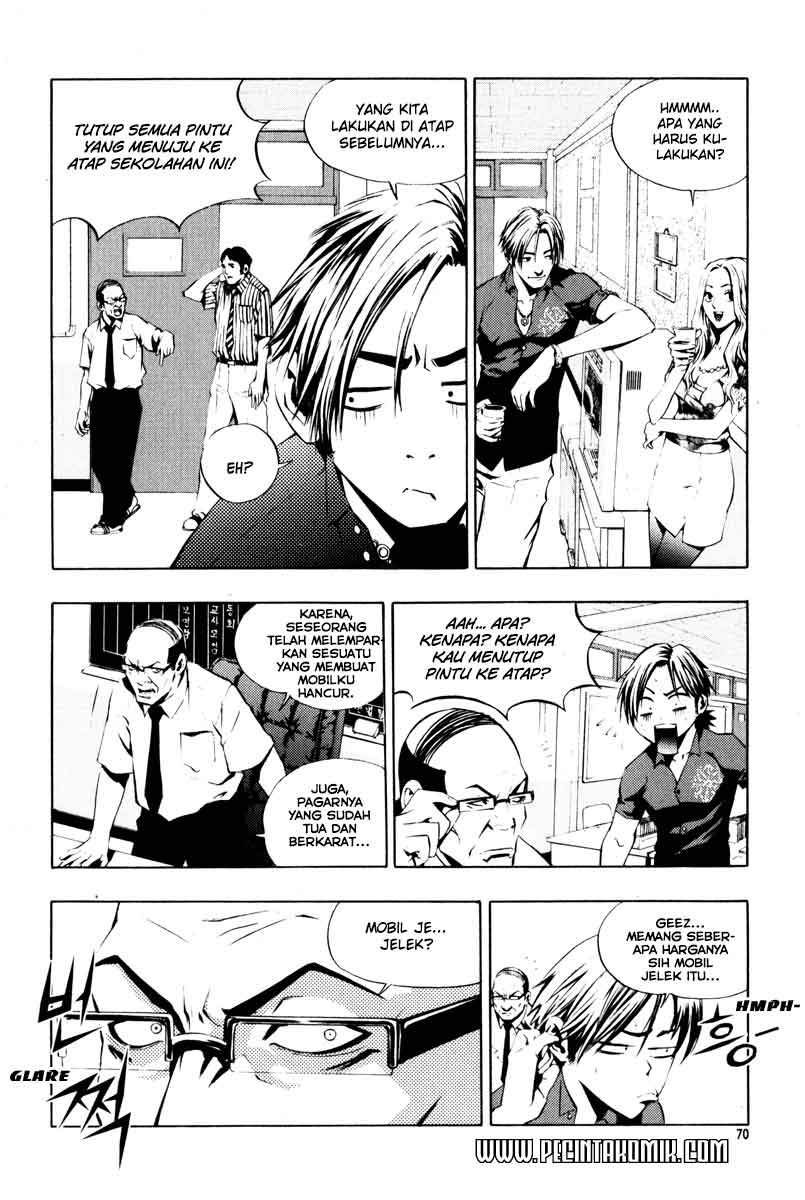 HMMMM..
APA YANG
HARUS KU-
LAKUKAN?
YANG KITA
LAKUKAN DI ATAP
SEBELUMNYA...
TUTUP SEMUA PINTU
YANG MENUJU KE
ATAP SEKOLAHAN INI!
EH?
AAH... APA?
KENAPA? KENAPA
KAU MENUTUP
PINTU KE ATAP?
KARENA,
SESEORANG
TELAH MELEMPAR-
KAN SESUATU
YANG MEMBUAT
MOBILKU
HANCUR.
JUGA,
PAGARNYA
YANG SUDAH
TUA DAN
BERKARAT...
GEEZ...
MEMANG SEBER-
APA HARGANYA
SIH MOBIL
JELEK ITU...
HMPH-
흥
MOBIL JE...
JELEK?
번쩍
GLARE
70
WWW.PECINTAKOMIK.COM